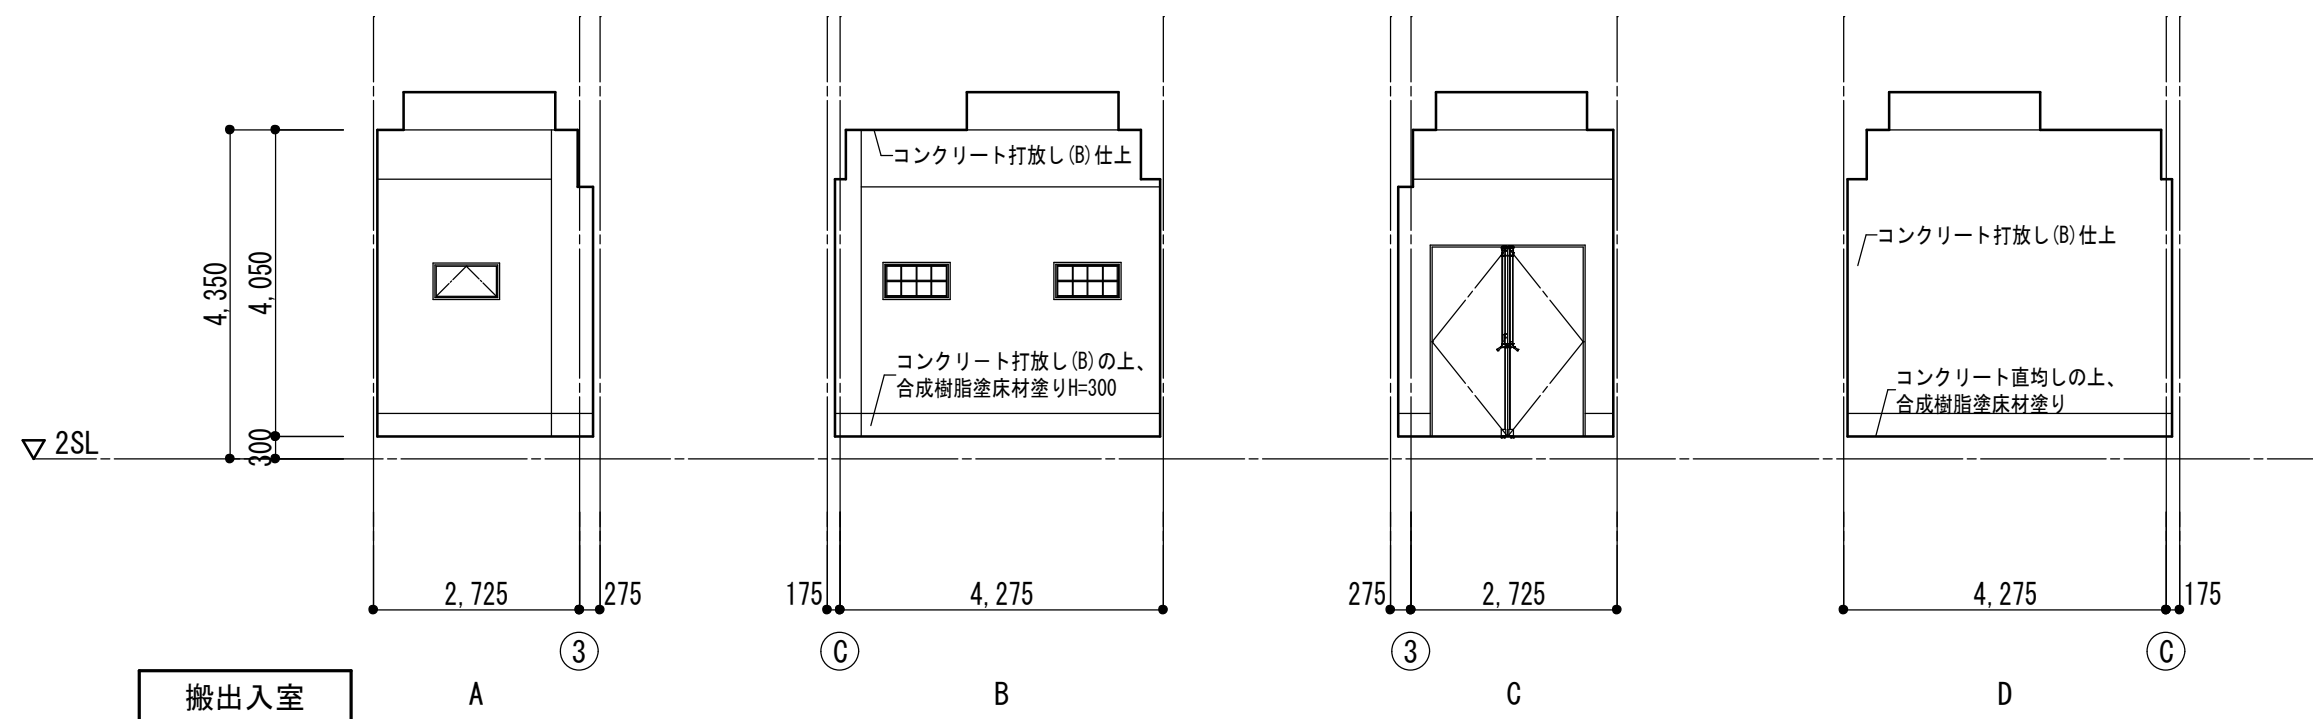 コンクリート打放し(B)仕上
コンクリート打放し(B)仕上
4,350
4,050
コンクリート打放し(B)の上、
合成樹脂塗床材塗りH=300
コンクリート直均しの上、
合成樹脂塗床材塗り
2SL
300
2,725
275
175
4,275
275
2,725
4,275
175
3
C
3
C
搬出入室
A
B
C
D